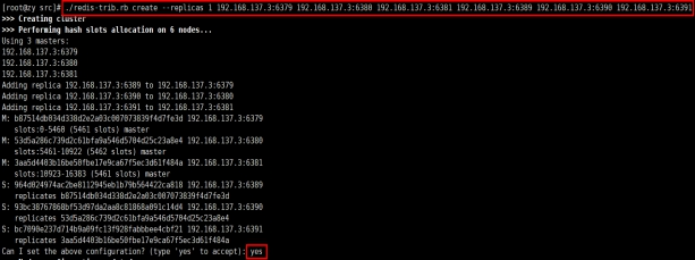 [root@zy src]# ./redis-trib.rb create --replicas 1 192.168.137.3:6379 192.168.137.3:6380 192.168.137.3:6381 192.168.137.3:6389 192.168.137.3:6390 192.168.137.3:6391
>>> Creating cluster
>>> Performing hash slots allocation on 6 nodes...
Using 3 masters:
192.168.137.3:6379
192.168.137.3:6380
192.168.137.3:6381
Adding replica 192.168.137.3:6389 to 192.168.137.3:6379
Adding replica 192.168.137.3:6390 to 192.168.137.3:6380
Adding replica 192.168.137.3:6391 to 192.168.137.3:6381
M: b87514db034d338d2e2a03c007073839f4d7fe3d 192.168.137.3:6379
slots:0-5460 (5461 slots) master
M: 53d5a286c739d2c61bfa9a546d5704d25c23a8e4 192.168.137.3:6380
slots:5461-10922 (5462 slots) master
M: 3aa5d4403b16be50fbe17e9ca67f5ec3d61f484a 192.168.137.3:6381
slots:10923-16383 (5461 slots) master
S: 964d024974ac2be8112945eb1b79b564422ca818 192.168.137.3:6389
replicates b87514db034d338d2e2a03c007073839f4d7fe3d
S: 93bc38767868bf53d97da2aa8c81868a091c14d4 192.168.137.3:6390
replicates 53d5a286c739d2c61bfa9a546d5704d25c23a8e4
S: bc7090e237d714b9a09fc13f928fabbbee4cbf21 192.168.137.3:6391
replicates 3aa5d4403b16be50fbe17e9ca67f5ec3d61f484a
Can I set the above configuration? (type 'yes' to accept): yes